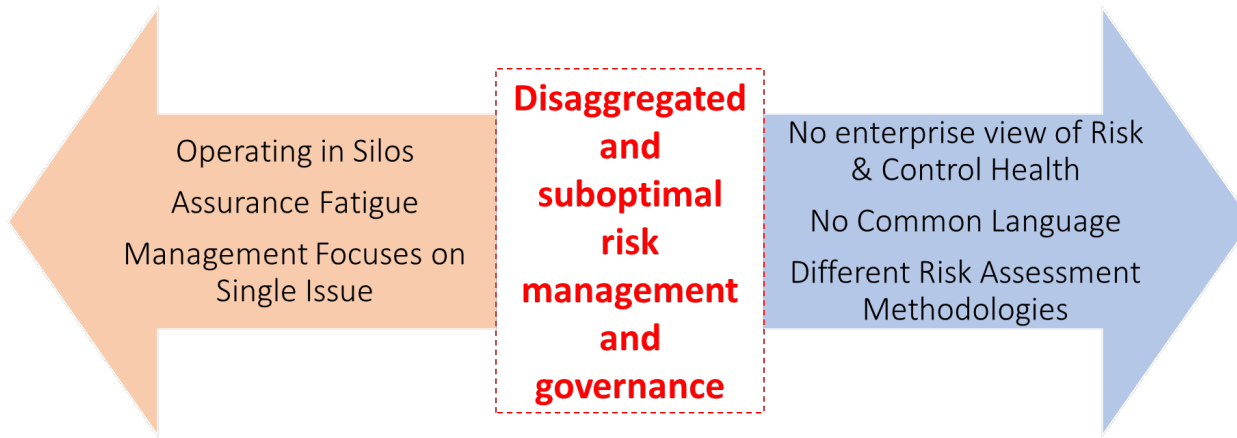 Operating in Silos
Assurance Fatigue
Management Focuses on
Single Issue
Disaggregated
and
suboptimal
risk
management
and
governance
No enterprise view of Risk
& Control Health
No Common Language
Different Risk Assessment
Methodologies